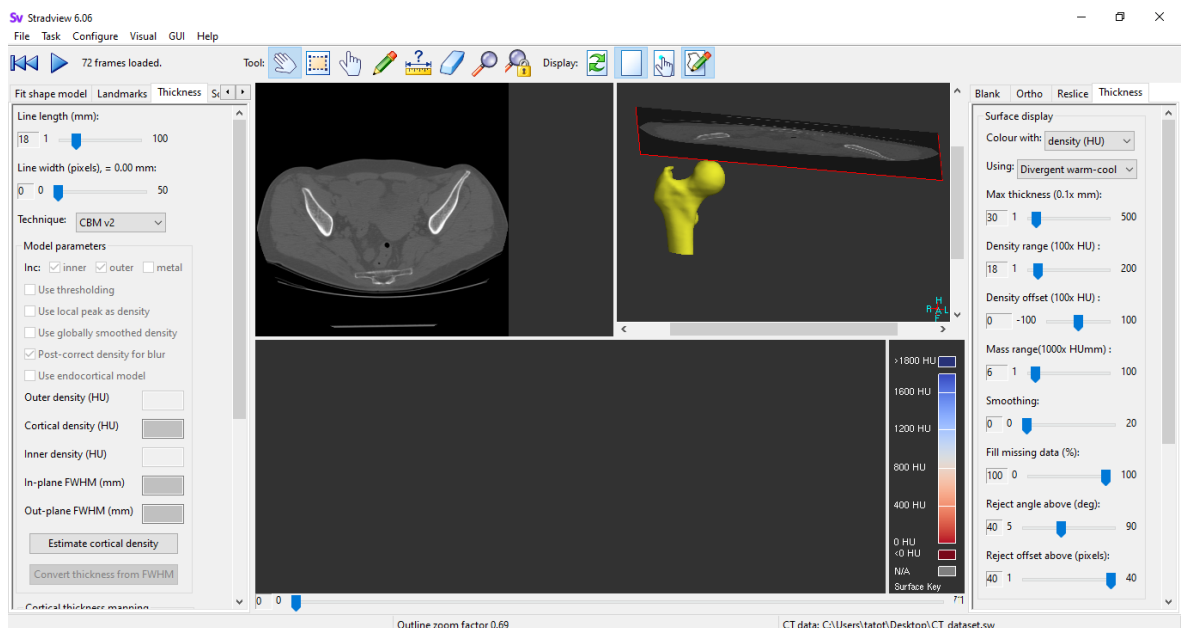 Sv Stradview 6.06
File Task Configure Visual GUI Help
72 frames loaded.
Tool:
?
Display:
Fit shape model Landmarks Thickness Sc
Line length (mm):
18 1 100
Line width (pixels), = 0.00 mm:
0 0 50
Technique: CBM v2
Model parameters
Inc: inner outer metal
Use thresholding
Use local peak as density
Use globally smoothed density
Post-correct density for blur
Use endocortical model
Outer density (HU)
Cortical density (HU)
Inner density (HU)
In-plane FWHM (mm)
Out-plane FWHM (mm)
Estimate cortical density
Convert thickness from FWHM
Cortical thickness mapping
H
R A L
F
>1800 HU
1600 HU
1200 HU
800 HU
400 HU
0 HU
<0 HU
N/A
Surface Key
0 0 71
Blank Ortho Reslice Thickness
Surface display
Colour with: density (HU)
Using: Divergent warm-cool
Max thickness (0.1x mm):
30 1 500
Density range (100x HU) :
18 1 200
Density offset (100x HU) :
0 -100 100
Mass range(1000x HUmm) :
6 1 100
Smoothing:
0 0 20
Fill missing data (%):
100 0 100
Reject angle above (deg):
40 5 90
Reject offset above (pixels):
40 1 40
Outline zoom factor 0.69
CT data: C:\Users\tatot\Desktop\CT_dataset.sw